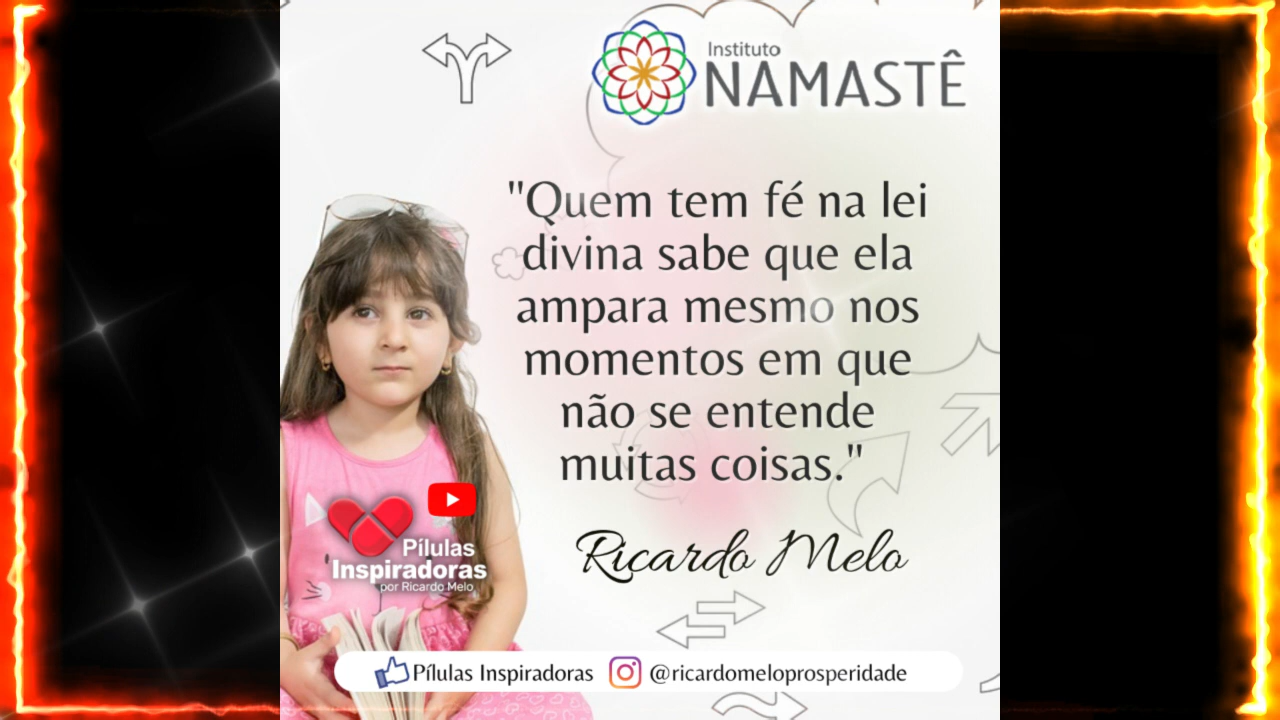 Instituto
NAMASTÊ
"Quem tem fé na lei
divina sabe que ela
ampara mesmo nos
momentos em que
não se entende
muitas coisas."
Ricardo Melo
Pílulas
Inspiradoras
por Ricardo Melo
Pílulas Inspiradoras @ricardomeloprosperidade